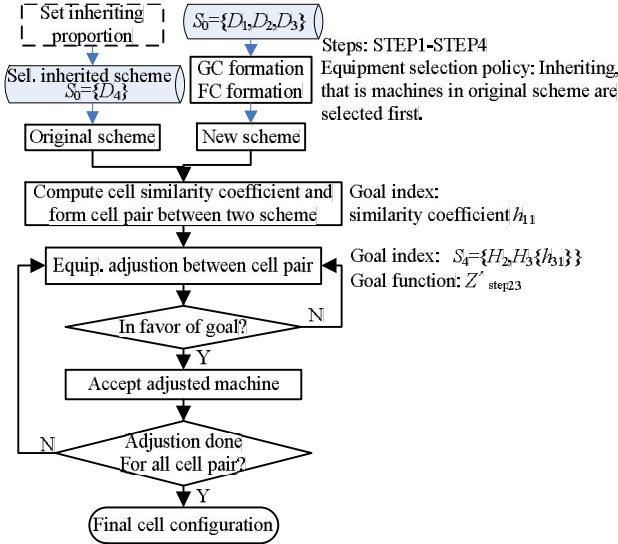 Set inheriting
proportion
S₀={D₁,D₂,D₃}
Sel. inherited scheme
S₀={D₄}
GC formation
FC formation
Steps: STEP1-STEP4
Equipment selection policy: Inheriting,
that is machines in original scheme are
selected first.
Original scheme
New scheme
Compute cell similarity coefficient and
form cell pair between two scheme
Goal index:
similarity coefficient h₁₁
Equip. adjustion between cell pair
Goal index: S₄={H₂,H₃{h₃₁}}
Goal function: Z′ step23
In favor of goal?
N
Y
Accept adjusted machine
Adjustion done
For all cell pair?
N
Y
Final cell configuration